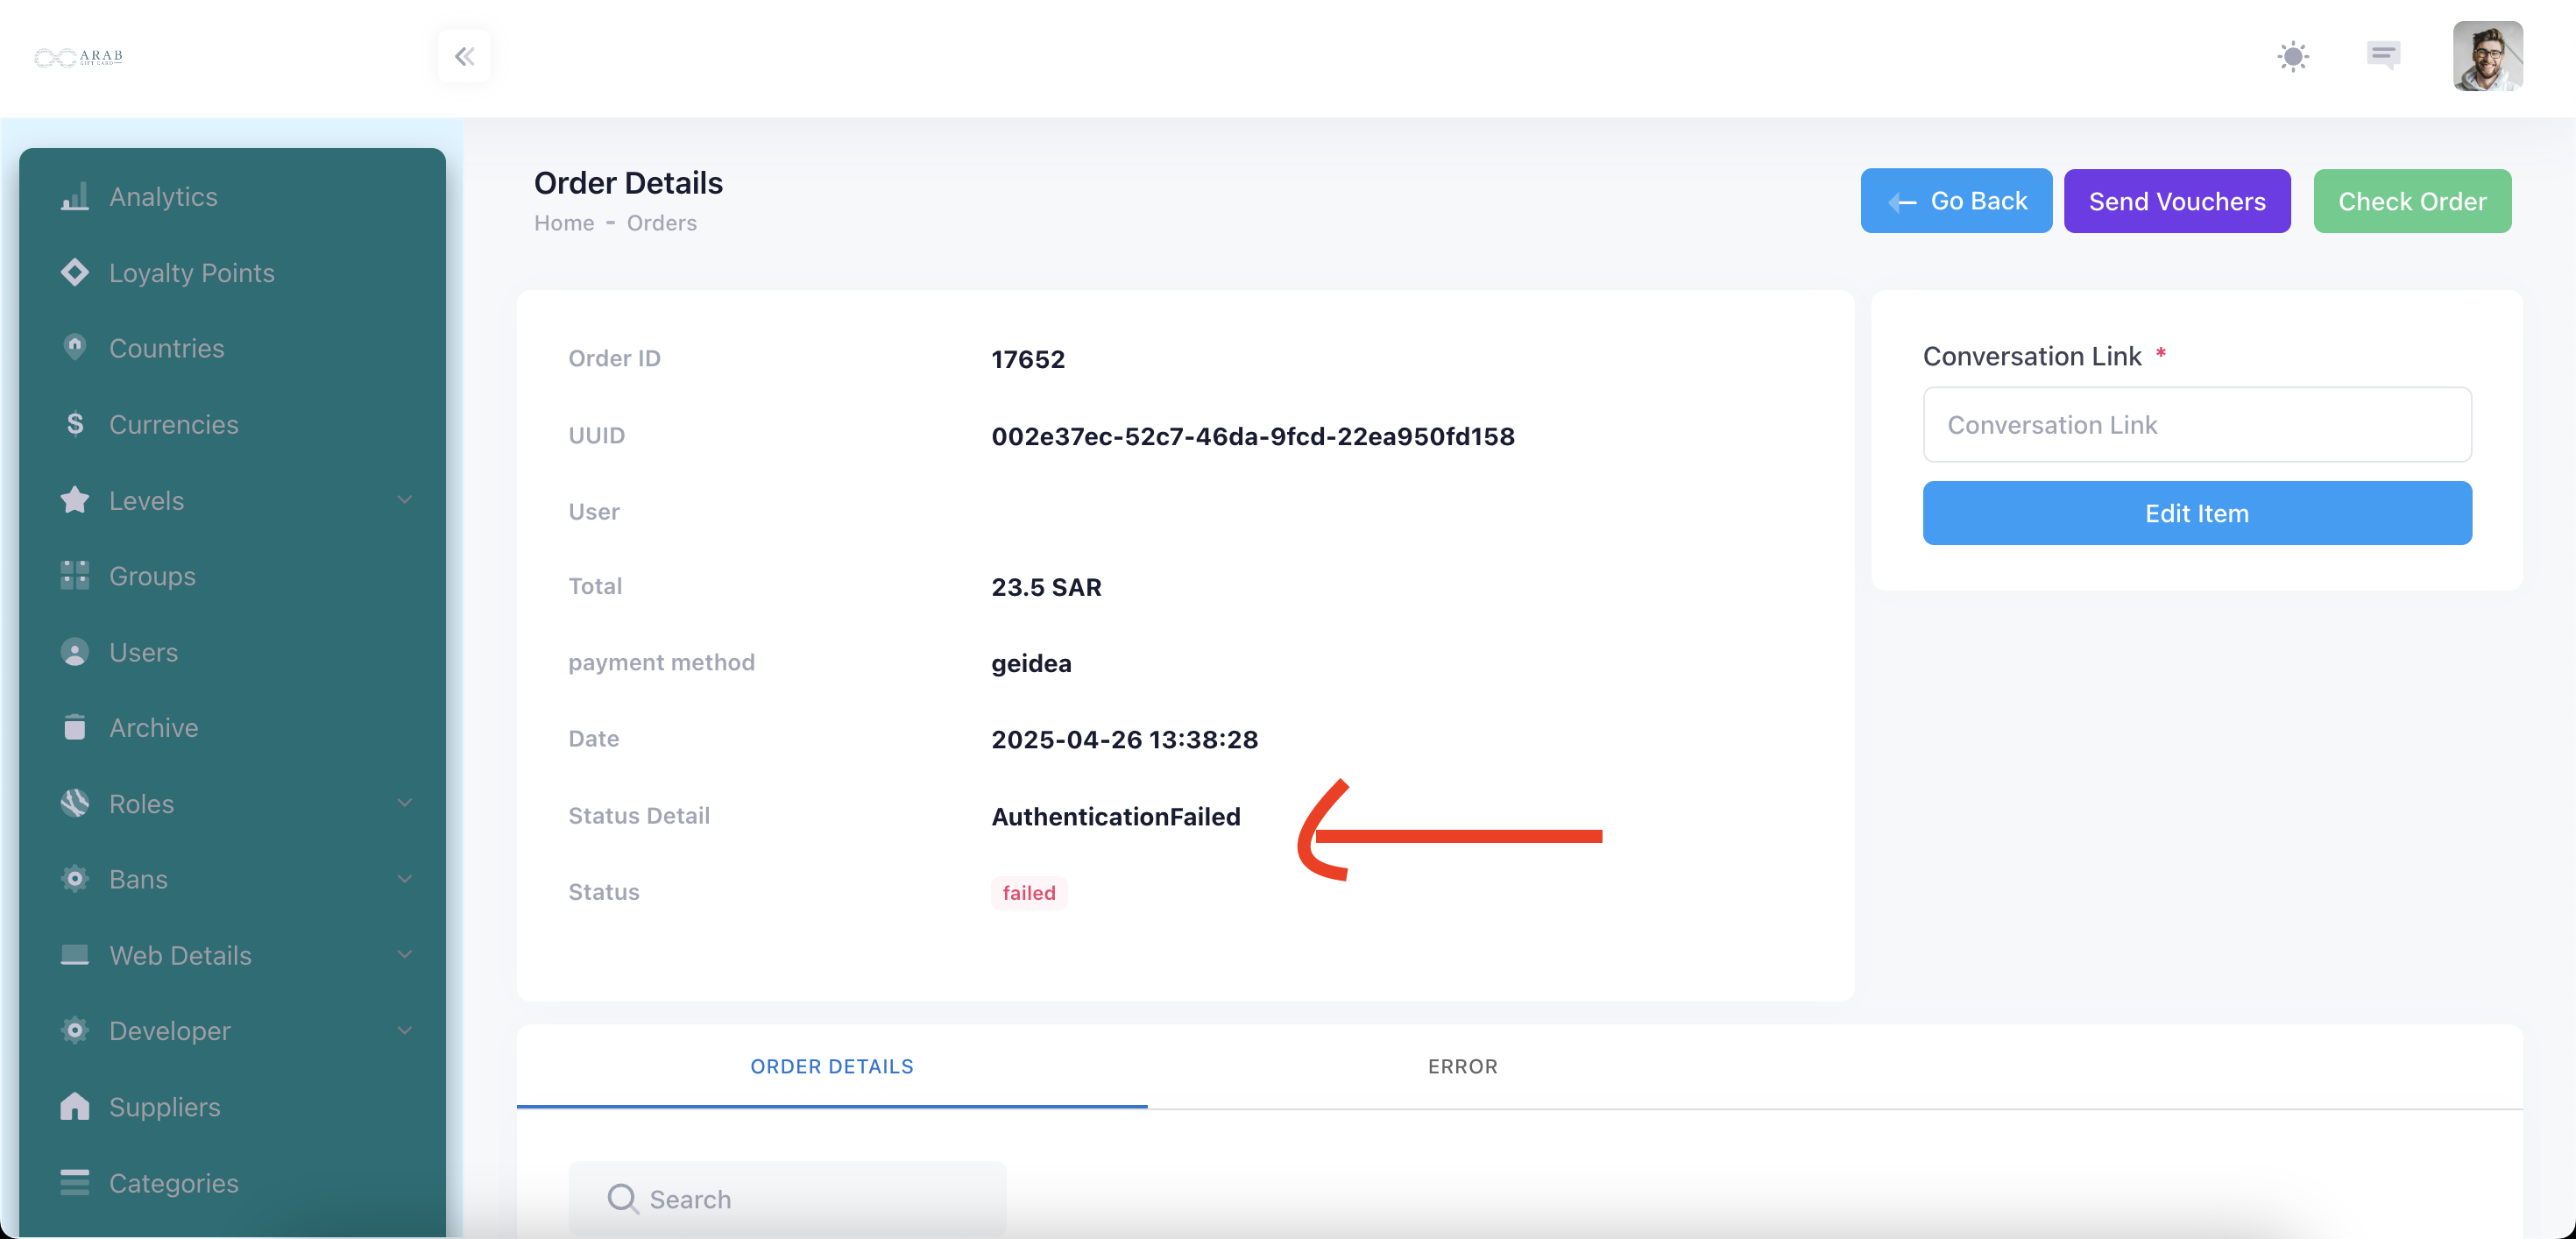 ARAB
GIFT CARD
Order Details
Home - Orders
Go Back
Send Vouchers
Check Order
Analytics
Loyalty Points
Countries
Currencies
Levels
Groups
Users
Archive
Roles
Bans
Web Details
Developer
Suppliers
Categories
Order ID 17652
UUID 002e37ec-52c7-46da-9fcd-22ea950fd158
User
Total 23.5 SAR
payment method geidea
Date 2025-04-26 13:38:28
Status Detail AuthenticationFailed
Status failed
Conversation Link *
Conversation Link
Edit Item
ORDER DETAILS
ERROR
Search